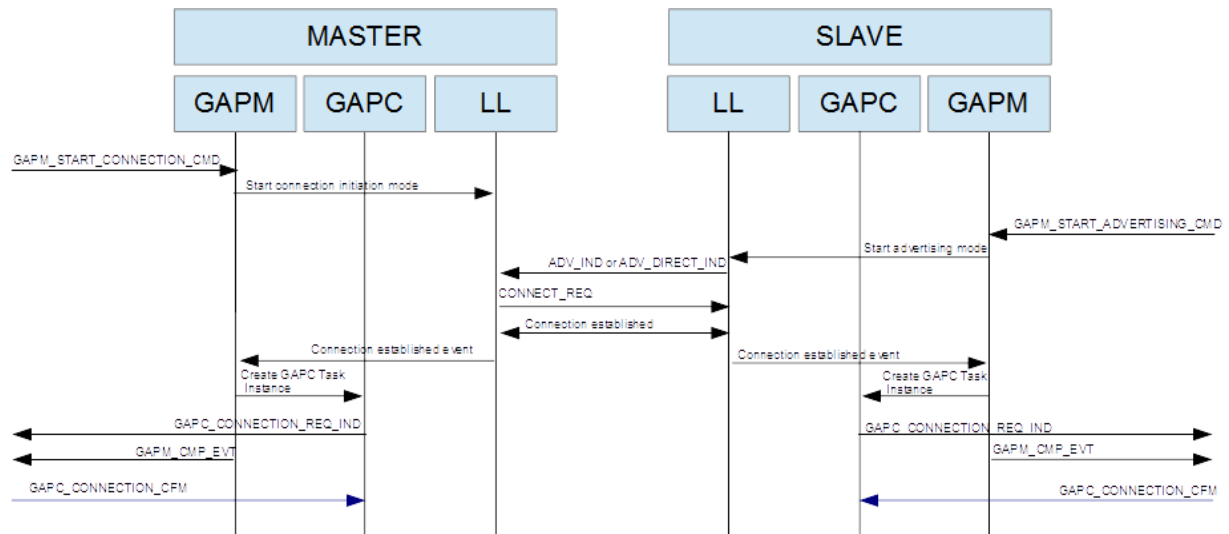 MASTER
SLAVE
GAPM
GAPC
LL
LL
GAPC
GAPM
GAPM_START_CONNECTION_CMD
Start connection initiation mode
GAPM_START_ADVERTISING_CMD
Start advertising mode
ADV_IND or ADV_DIRECT_IND
CONNECT_REQ
Connection established
Connection established event
Connection established event
Create GAPC Task
Instance
Create GAPC Task
Instance
GAPC_CONNECTION_REQ_IND
GAPC_CONNECTION_REQ_IND
GAPM_CMP_EVT
GAPM_CMP_EVT
GAPC_CONNECTION_CFM
GAPC_CONNECTION_CFM